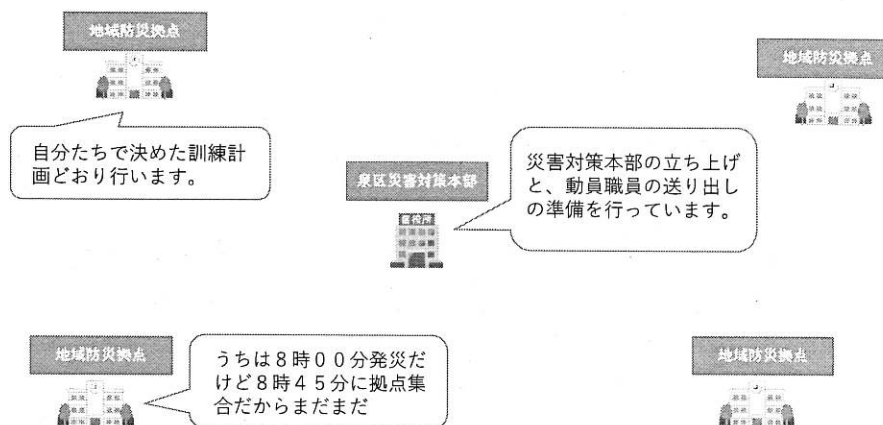 地域防災拠点
地域防災拠点
自分たちで決めた訓練計
画どおり行います。
災害対策本部の立ち上げ
と、動員職員の送り出し
の準備を行っています。
泉区災害対策本部
区役所
地域防災拠点
うちは８時００分発災だ
けど８時４５分に拠点集
合だからまだまだ
地域防災拠点